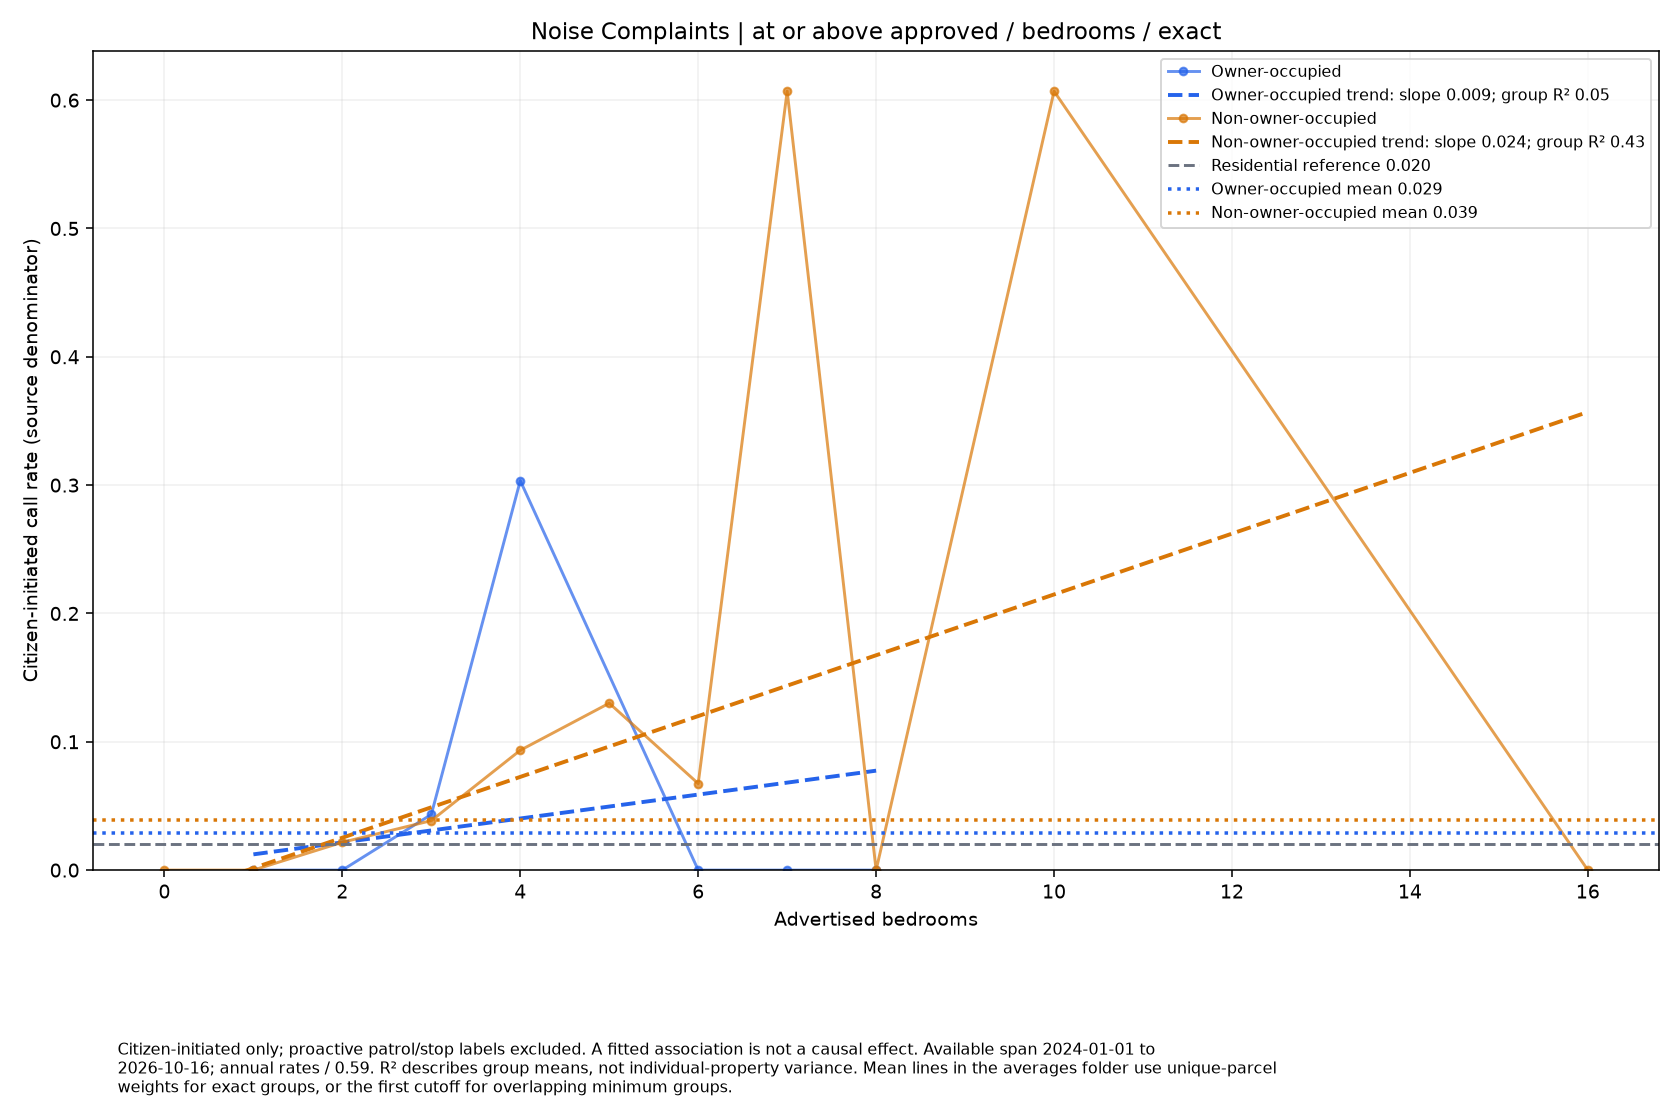 Noise Complaints | at or above approved / bedrooms / exact
Owner-occupied
Owner-occupied trend: slope 0.009; group R² 0.05
Non-owner-occupied
Non-owner-occupied trend: slope 0.024; group R² 0.43
Residential reference 0.020
Owner-occupied mean 0.029
Non-owner-occupied mean 0.039
Citizen-initiated call rate (source denominator)
0.6
0.5
0.4
0.3
0.2
0.1
0.0
0 2 4 6 8 10 12 14 16
Advertised bedrooms
Citizen-initiated only; proactive patrol/stop labels excluded. A fitted association is not a causal effect. Available span 2024-01-01 to
2026-10-16; annual rates / 0.59. R² describes group means, not individual-property variance. Mean lines in the averages folder use unique-parcel
weights for exact groups, or the first cutoff for overlapping minimum groups.